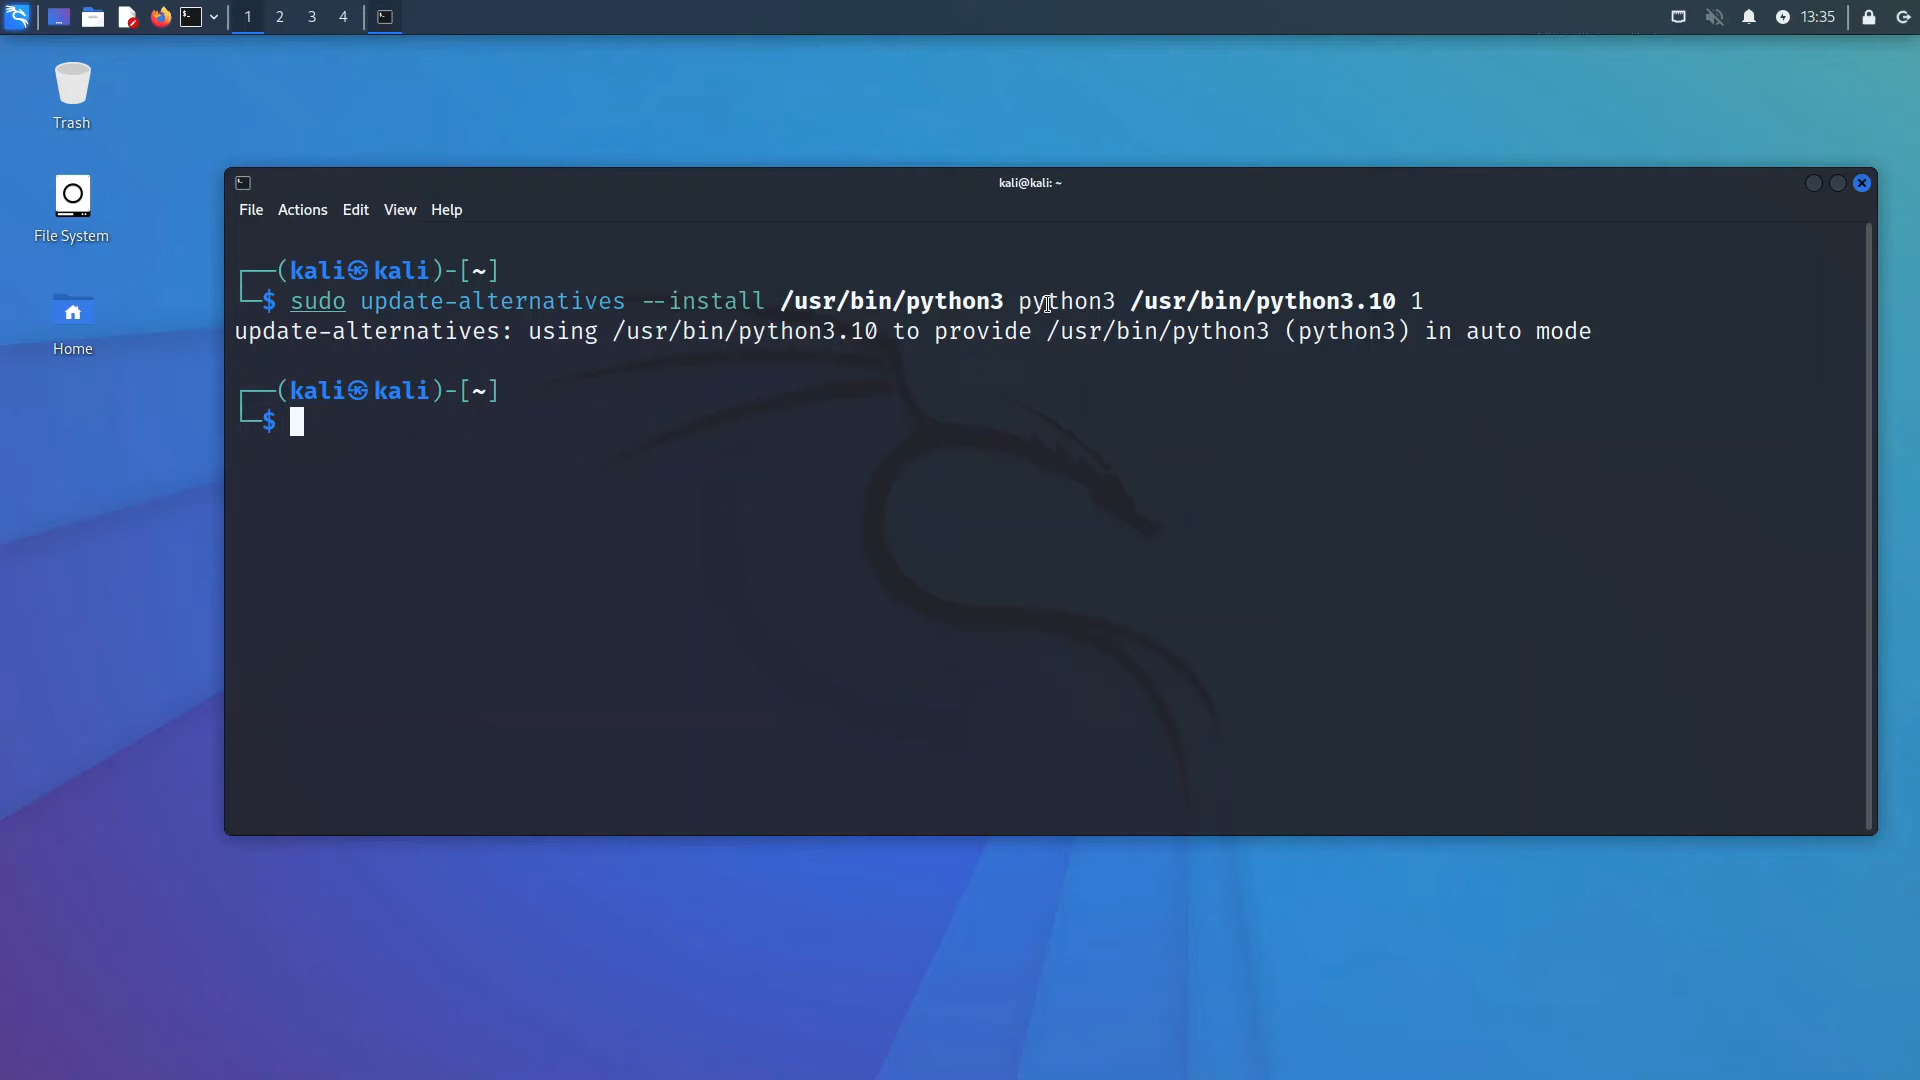 1 2 3 4 13:35
Trash
File System
Home
kali@kali: ~
File Actions Edit View Help
┌──(kali㉿kali)-[~]
└─$ sudo update-alternatives --install /usr/bin/python3 python3 /usr/bin/python3.10 1
update-alternatives: using /usr/bin/python3.10 to provide /usr/bin/python3 (python3) in auto mode
┌──(kali㉿kali)-[~]
└─$